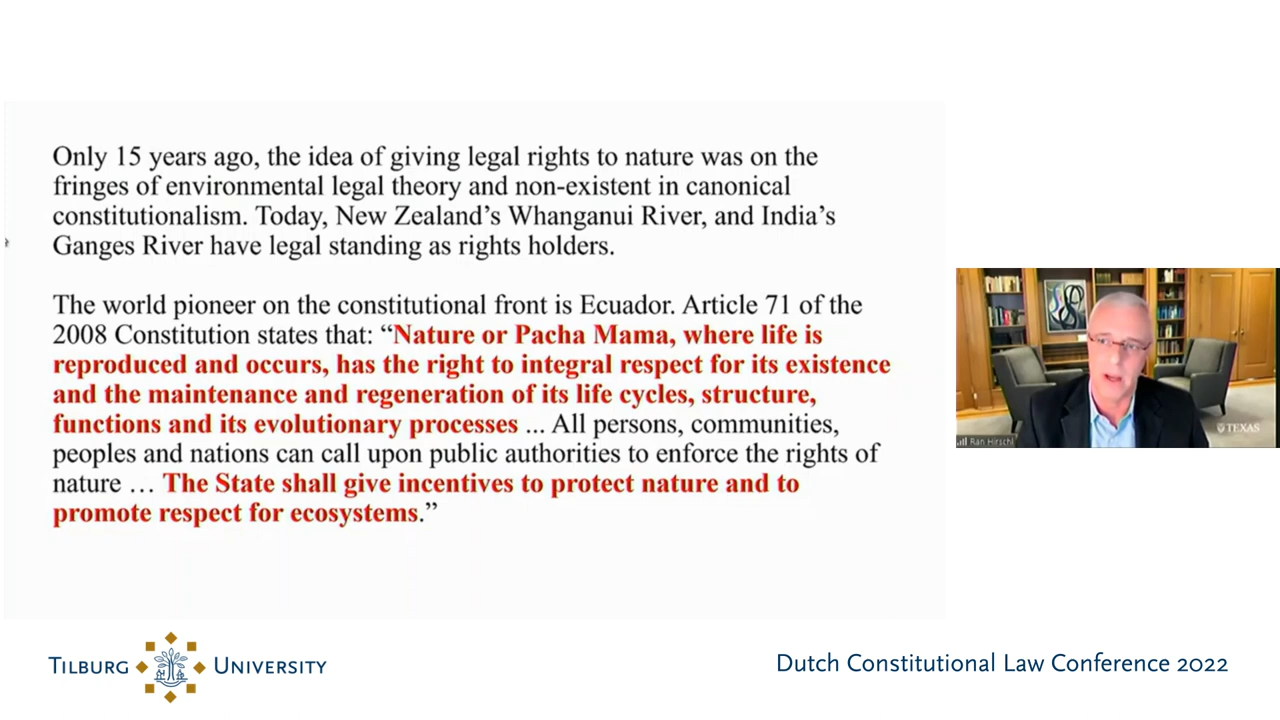 Only 15 years ago, the idea of giving legal rights to nature was on the
fringes of environmental legal theory and non-existent in canonical
constitutionalism. Today, New Zealand’s Whanganui River, and India’s
Ganges River have legal standing as rights holders.
The world pioneer on the constitutional front is Ecuador. Article 71 of the
2008 Constitution states that: “Nature or Pacha Mama, where life is
reproduced and occurs, has the right to integral respect for its existence
and the maintenance and regeneration of its life cycles, structure,
functions and its evolutionary processes ... All persons, communities,
peoples and nations can call upon public authorities to enforce the rights of
nature … The State shall give incentives to protect nature and to
promote respect for ecosystems.”
Ran Hirschl
TEXAS
TILBURG UNIVERSITY
Dutch Constitutional Law Conference 2022